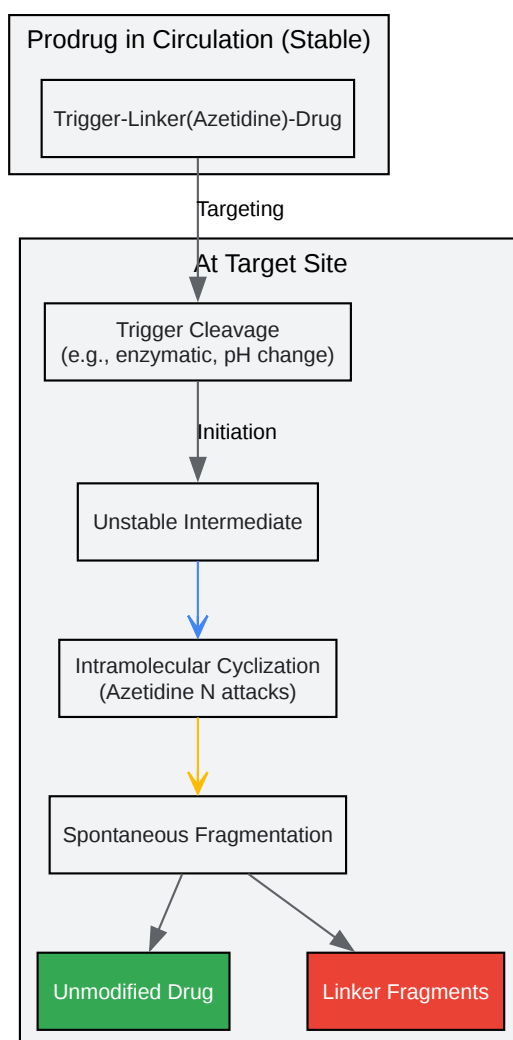 Prodrug in Circulation (Stable)
Trigger-Linker(Azetidine)-Drug
Targeting
At Target Site
Trigger Cleavage
(e.g., enzymatic, pH change)
Initiation
Unstable Intermediate
Intramolecular Cyclization
(Azetidine N attacks)
Spontaneous Fragmentation
Unmodified Drug
Linker Fragments